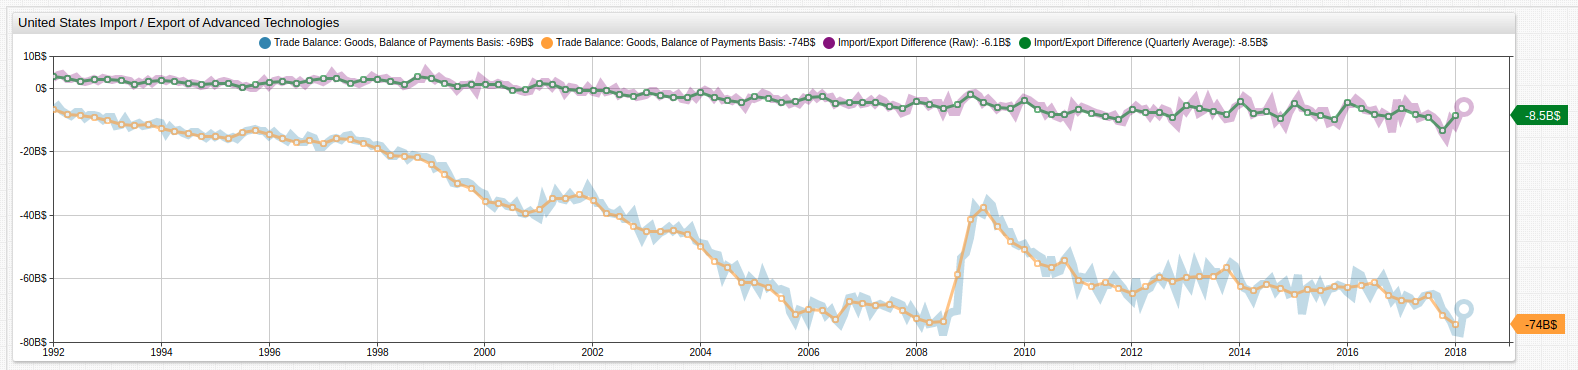 United States Import / Export of Advanced Technologies
Trade Balance: Goods, Balance of Payments Basis: -69B$ Trade Balance: Goods, Balance of Payments Basis: -74B$ Import/Export Difference (Raw): -6.1B$ Import/Export Difference (Quarterly Average): -8.5B$
10B$
0$
-8.5B$
-20B$
-40B$
-60B$
-74B$
-80B$
1992 1994 1996 1998 2000 2002 2004 2006 2008 2010 2012 2014 2016 2018